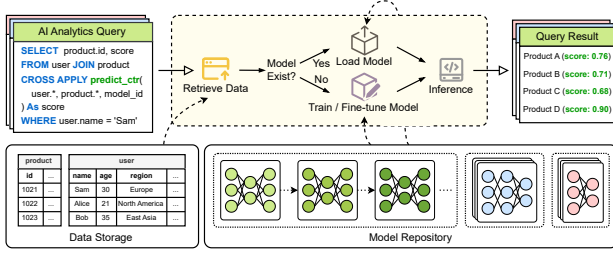 AI Analytics Query
SELECT product.id, score
FROM user JOIN product
CROSS APPLY predict_ctr(
user.*, product.*, model_id
) As score
WHERE user.name = 'Sam'
Retrieve Data
Model
Exist?
Yes
No
Load Model
Train / Fine-tune Model
Inference
Query Result
Product A (score: 0.76)
Product B (score: 0.71)
Product C (score: 0.68)
Product D (score: 0.90)
product
id ...
1021 ...
1022 ...
1023 ...
user
name age region ...
Sam 30 Europe ...
Alice 21 North America ...
Bob 35 East Asia ...
Data Storage
Model Repository